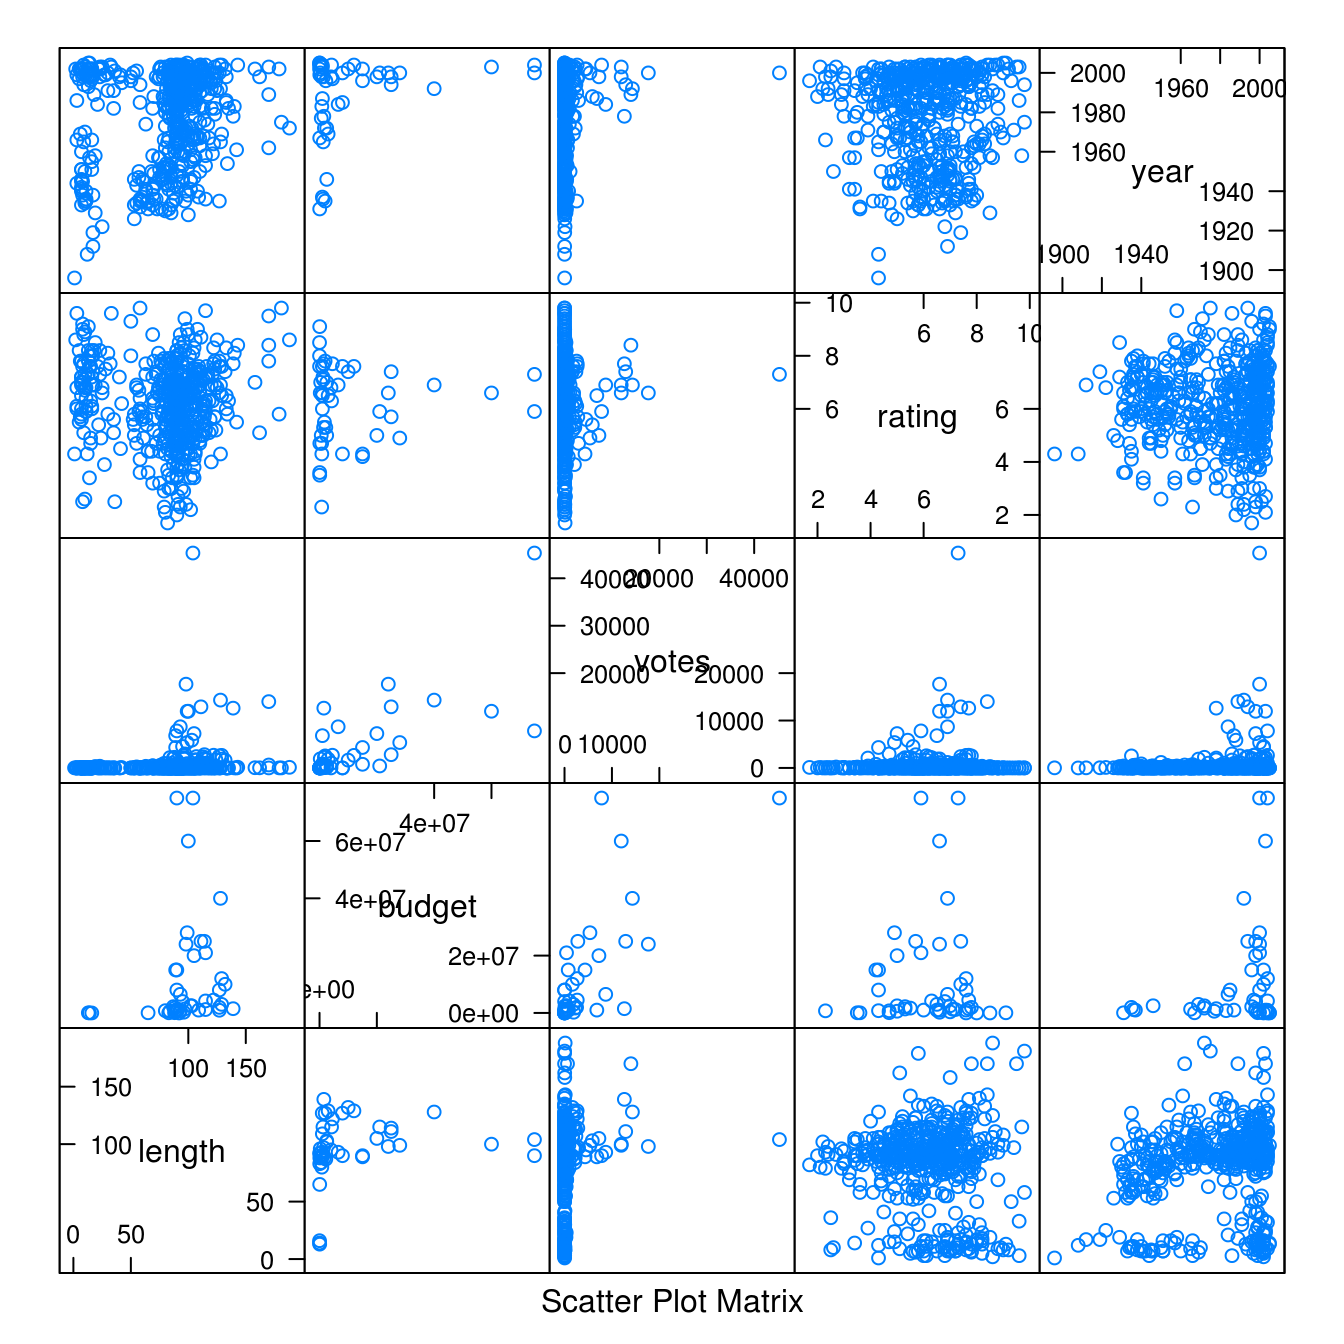 2000 1960 2000
1980
1960
year
1940
1920
1900 1940
1900
10
6 8 10
8
6 rating 6
4
2 4 6
2
40000 20000 40000
30000
votes
20000 20000
10000
0 10000
0
4e+07
6e+07
4e+07
budget
2e+07
e+00
0e+00
100 150
150
100 length
50
0 50
0
Scatter Plot Matrix